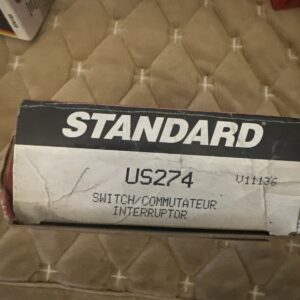 STANDARD
US274 V11136
SWITCH/COMMUTATEUR
INTERRUPTOR